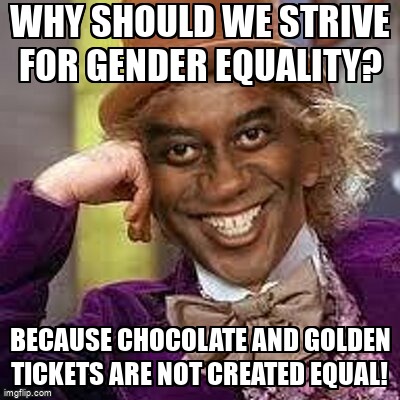 WHY SHOULD WE STRIVE
FOR GENDER EQUALITY?
BECAUSE CHOCOLATE AND GOLDEN
TICKETS ARE NOT CREATED EQUAL!
imgflip.com